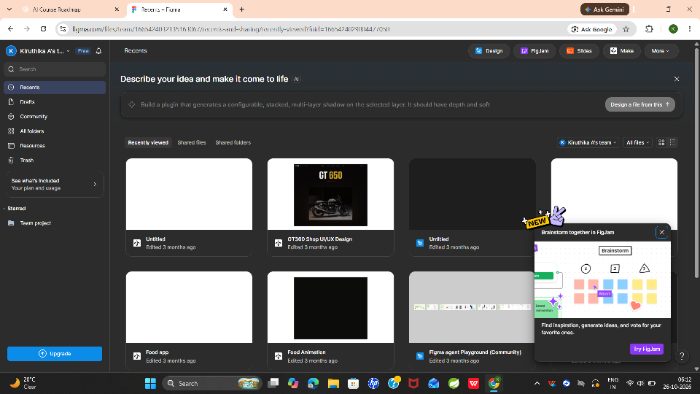 AI Course Roadmap
Recents – Figma
Ask Gemini
Ask Google
Kiruthika A's t...
Free
Recents
Design
FigJam
Slides
Make
More
Search
Recents
Drafts
Community
All folders
Resources
Trash
See what's included
Your plan and usage
Starred
Team project
Upgrade
Describe your idea and make it come to life
AI
Build a plugin that generates a configurable, stacked, multi-layer shadow on the selected layer. It should have depth and soft
Design a file from this
Recently viewed
Shared files
Shared folders
Kiruthika A's team
All files
Untitled
Edited 3 months ago
GT 650
GT360 Shop UI/UX Design
Edited 3 months ago
Untitled
Edited 3 months ago
Food app
Edited 3 months ago
Food Animation
Edited 3 months ago
Figma agent Playground (Community)
Edited 3 months ago
NEW
Brainstorm together in FigJam
Brainstorm
Find inspiration, generate ideas, and vote for
your favorite ones.
Try FigJam
20°C
Clear
Search
ENG
IN
06:12
26-10-2026